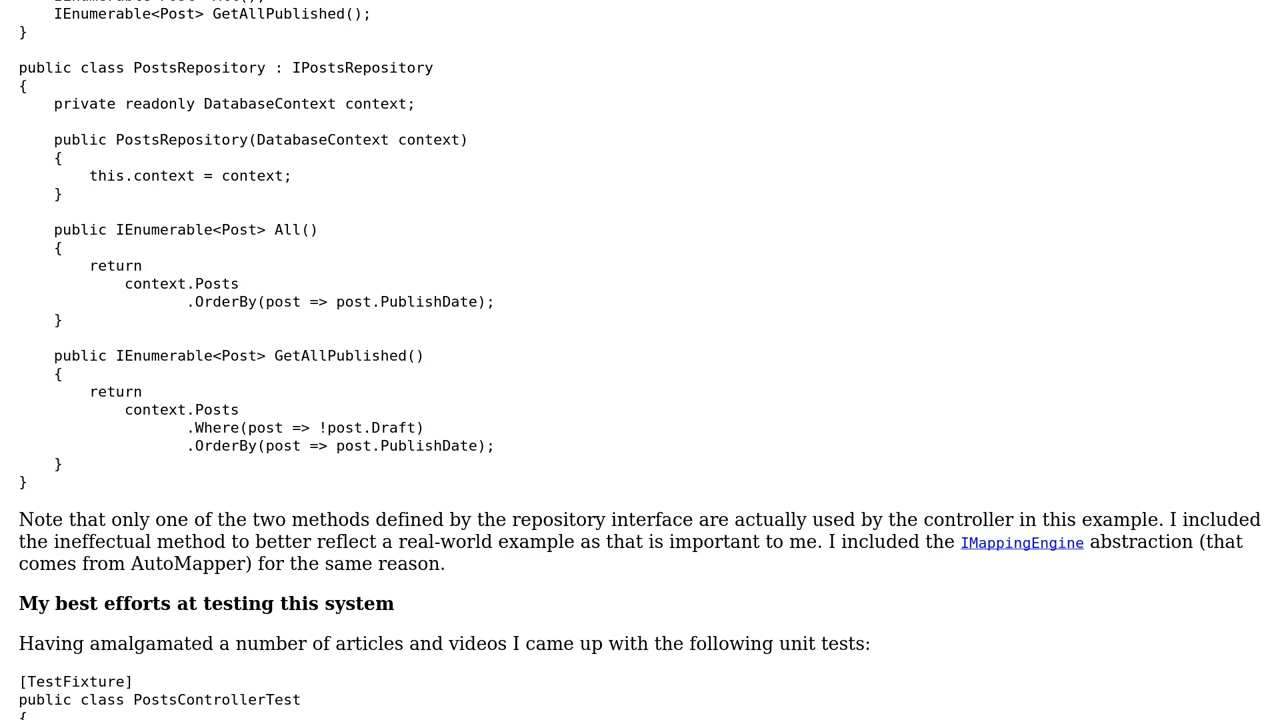 IEnumerable<Post> All();
    IEnumerable<Post> GetAllPublished();
}

public class PostsRepository : IPostsRepository
{
    private readonly DatabaseContext context;

    public PostsRepository(DatabaseContext context)
    {
        this.context = context;
    }

    public IEnumerable<Post> All()
    {
        return
            context.Posts
                   .OrderBy(post => post.PublishDate);
    }

    public IEnumerable<Post> GetAllPublished()
    {
        return
            context.Posts
                   .Where(post => !post.Draft)
                   .OrderBy(post => post.PublishDate);
    }
}
Note that only one of the two methods defined by the repository interface are actually used by the controller in this example. I included
the ineffectual method to better reflect a real-world example as that is important to me. I included the IMappingEngine abstraction (that
comes from AutoMapper) for the same reason.
My best efforts at testing this system
Having amalgamated a number of articles and videos I came up with the following unit tests:
[TestFixture]
public class PostsControllerTest
{